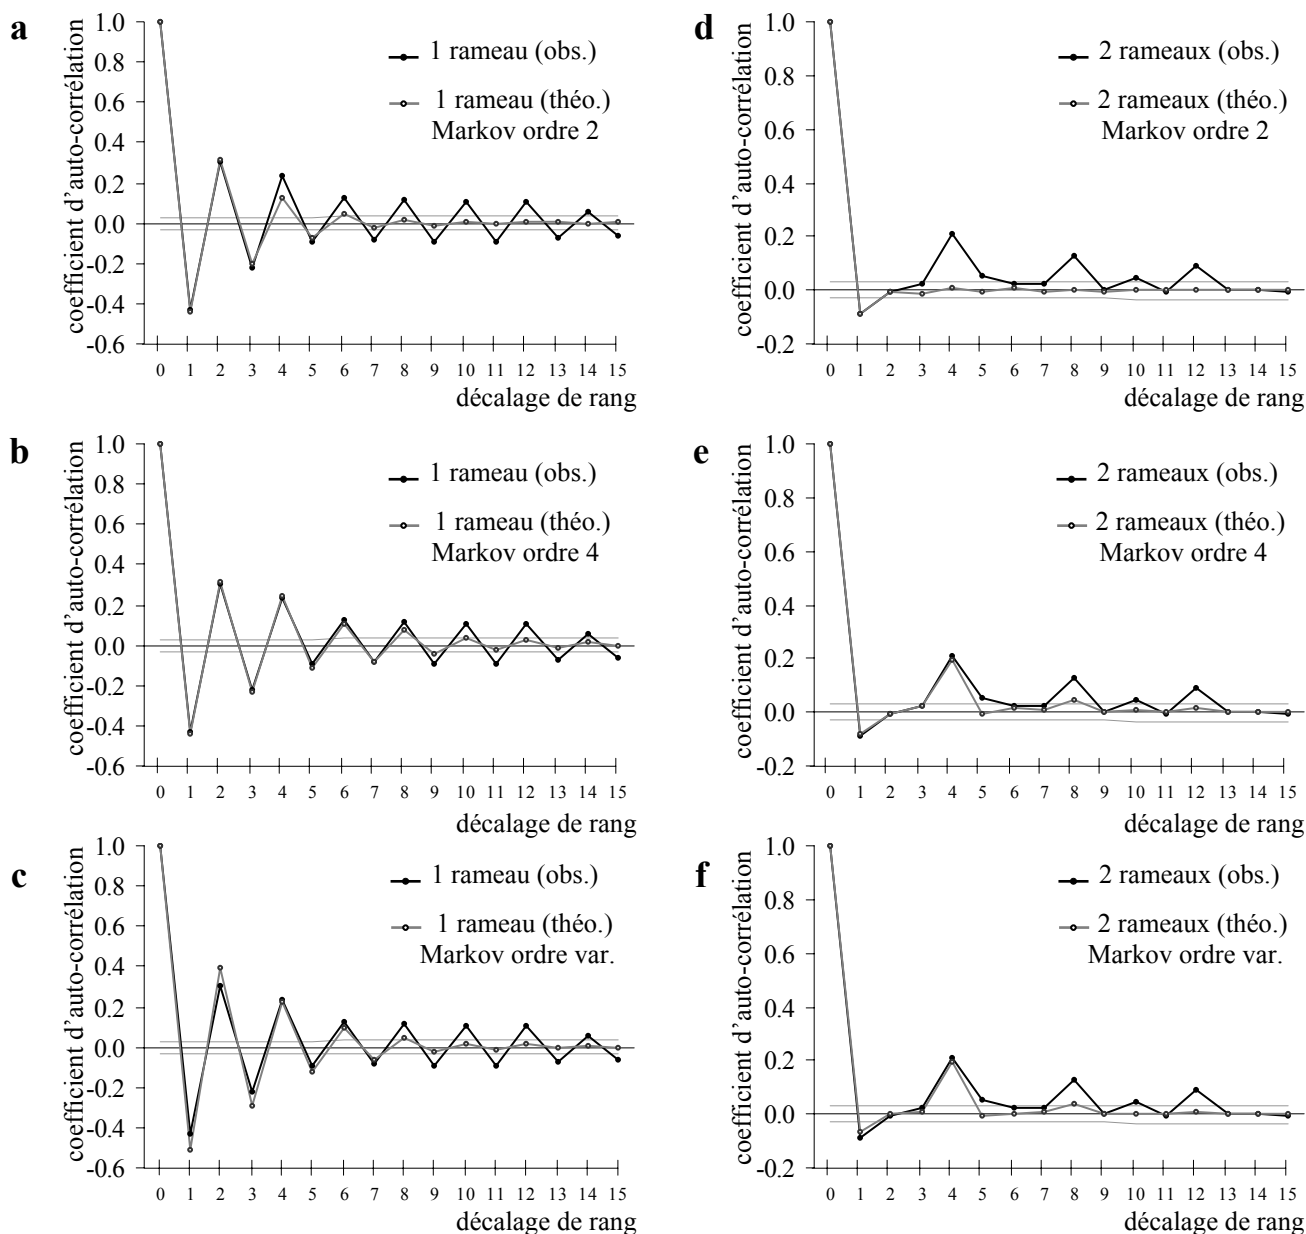 a
coefficient d’auto-corrélation
1.0
0.8
0.6
0.4
0.2
0.0
-0.2
-0.4
-0.6
1 rameau (obs.)
1 rameau (théo.)
Markov ordre 2
0 1 2 3 4 5 6 7 8 9 10 11 12 13 14 15
décalage de rang
d
coefficient d’auto-corrélation
1.0
0.8
0.6
0.4
0.2
0.0
-0.2
2 rameaux (obs.)
2 rameaux (théo.)
Markov ordre 2
0 1 2 3 4 5 6 7 8 9 10 11 12 13 14 15
décalage de rang
b
coefficient d’auto-corrélation
1.0
0.8
0.6
0.4
0.2
0.0
-0.2
-0.4
-0.6
1 rameau (obs.)
1 rameau (théo.)
Markov ordre 4
0 1 2 3 4 5 6 7 8 9 10 11 12 13 14 15
décalage de rang
e
coefficient d’auto-corrélation
1.0
0.8
0.6
0.4
0.2
0.0
-0.2
2 rameaux (obs.)
2 rameaux (théo.)
Markov ordre 4
0 1 2 3 4 5 6 7 8 9 10 11 12 13 14 15
décalage de rang
c
coefficient d’auto-corrélation
1.0
0.8
0.6
0.4
0.2
0.0
-0.2
-0.4
-0.6
1 rameau (obs.)
1 rameau (théo.)
Markov ordre var.
0 1 2 3 4 5 6 7 8 9 10 11 12 13 14 15
décalage de rang
f
coefficient d’auto-corrélation
1.0
0.8
0.6
0.4
0.2
0.0
-0.2
2 rameaux (obs.)
2 rameaux (théo.)
Markov ordre var.
0 1 2 3 4 5 6 7 8 9 10 11 12 13 14 15
décalage de rang